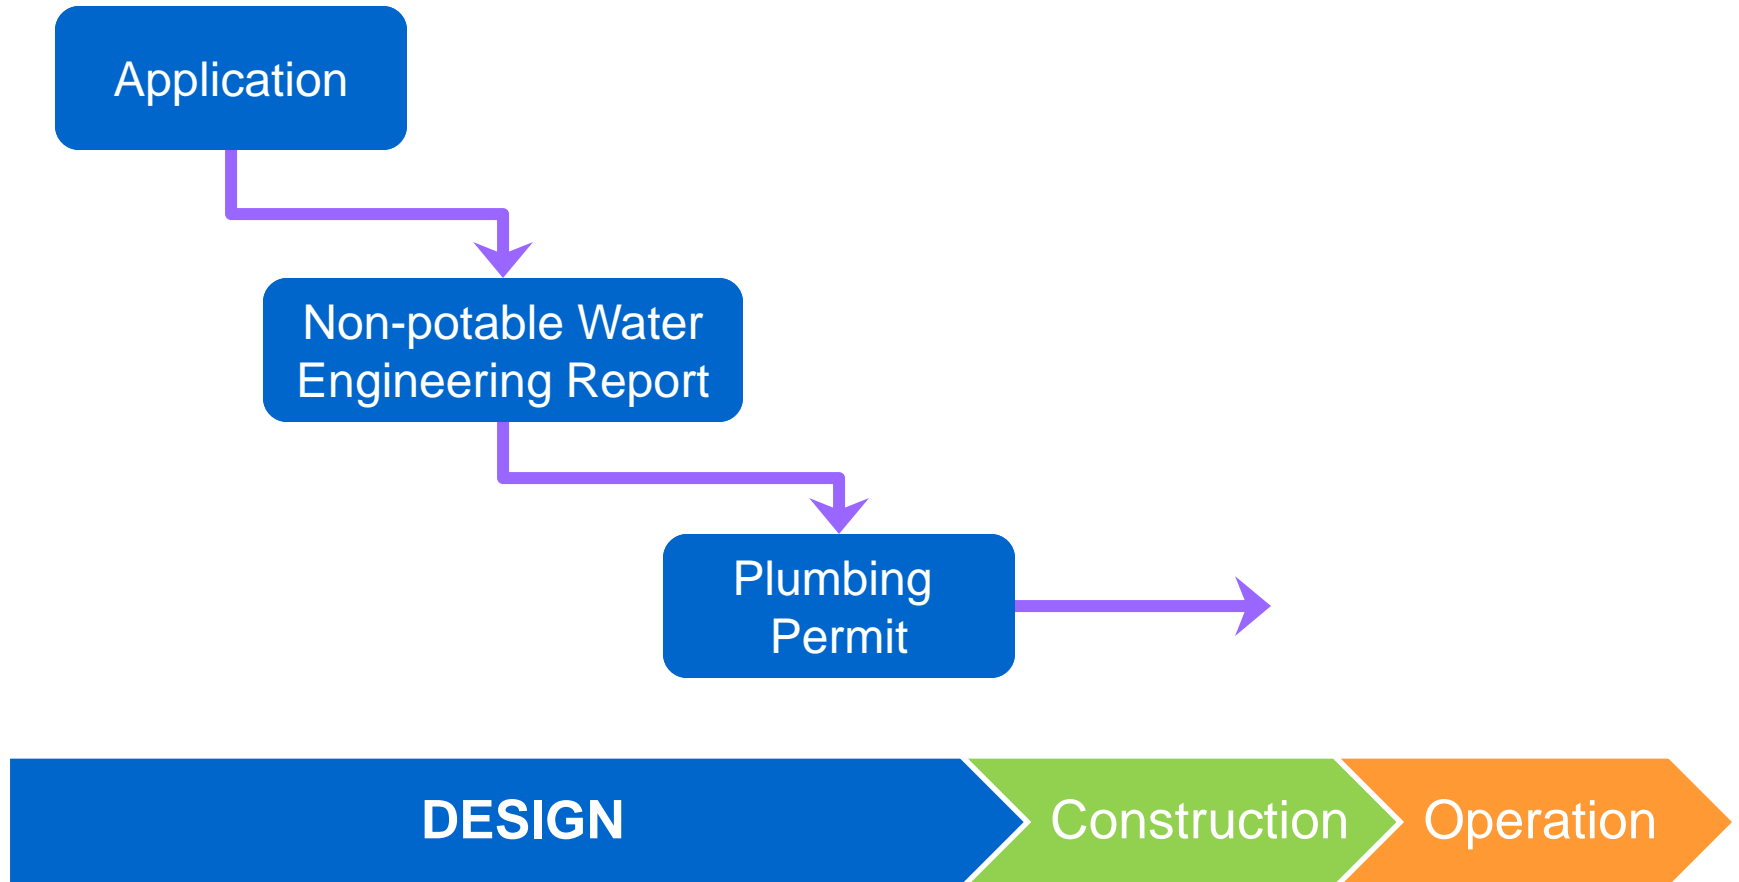 Application
Non-potable Water
Engineering Report
Plumbing
Permit
DESIGN
Construction
Operation